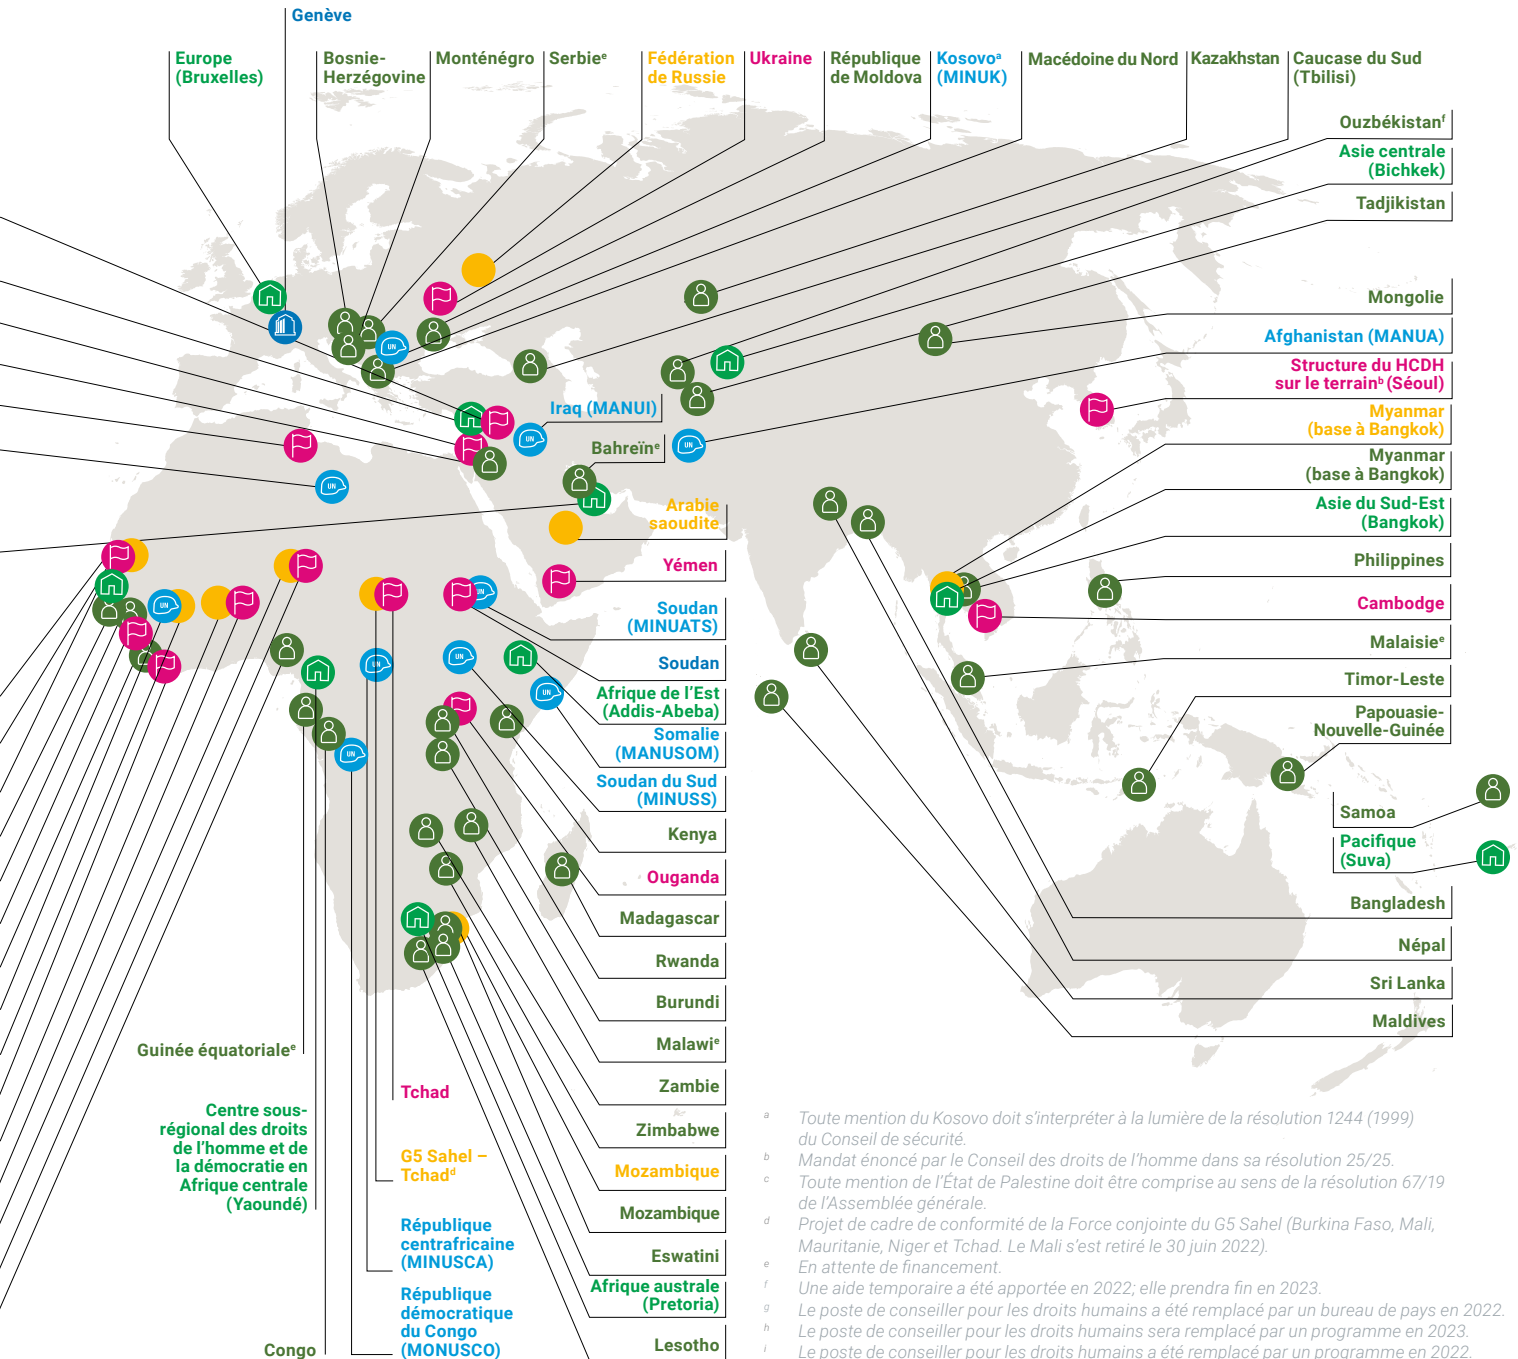 Genève
Europe
(Bruxelles)
Bosnie-
Herzégovine
Monténégro
Serbieᵉ
Fédération
de Russie
Ukraine
République
de Moldova
Kosovoᵃ
(MINUK)
Macédoine du Nord
Kazakhstan
Caucase du Sud
(Tbilisi)
Ouzbékistanᶠ
Asie centrale
(Bichkek)
Tadjikistan
Mongolie
Afghanistan (MANUA)
Structure du HCDH
sur le terrainᵇ (Séoul)
Myanmar
(base à Bangkok)
Myanmar
(base à Bangkok)
Asie du Sud-Est
(Bangkok)
Philippines
Cambodge
Malaisieᵉ
Timor-Leste
Papouasie-
Nouvelle-Guinée
Samoa
Pacifique
(Suva)
Bangladesh
Népal
Sri Lanka
Maldives
Iraq (MANUI)
Bahreïnᵉ
Arabie
saoudite
Yémen
Soudan
(MINUATS)
Soudan
Afrique de l'Est
(Addis-Abeba)
Somalie
(MANUSOM)
Soudan du Sud
(MINUSS)
Kenya
Ouganda
Madagascar
Rwanda
Burundi
Malawiᵉ
Zambie
Zimbabwe
Mozambique
Mozambique
Eswatini
Afrique australe
(Pretoria)
Lesotho
Guinée équatorialeᵉ
Centre sous-
régional des droits
de l'homme et de
la démocratie en
Afrique centrale
(Yaoundé)
Congo
Tchad
G5 Sahel –
Tchadᵈ
République
centrafricaine
(MINUSCA)
République
démocratique
du Congo
(MONUSCO)
UN
UN
UN
UN
UN
UN
UN
UN
UN
UN
a Toute mention du Kosovo doit s'interpréter à la lumière de la résolution 1244 (1999)
du Conseil de sécurité.
b Mandat énoncé par le Conseil des droits de l'homme dans sa résolution 25/25.
c Toute mention de l'État de Palestine doit être comprise au sens de la résolution 67/19
de l'Assemblée générale.
d Projet de cadre de conformité de la Force conjointe du G5 Sahel (Burkina Faso, Mali,
Mauritanie, Niger et Tchad. Le Mali s'est retiré le 30 juin 2022).
e En attente de financement.
f Une aide temporaire a été apportée en 2022; elle prendra fin en 2023.
g Le poste de conseiller pour les droits humains a été remplacé par un bureau de pays en 2022.
h Le poste de conseiller pour les droits humains sera remplacé par un programme en 2023.
i Le poste de conseiller pour les droits humains a été remplacé par un programme en 2022.